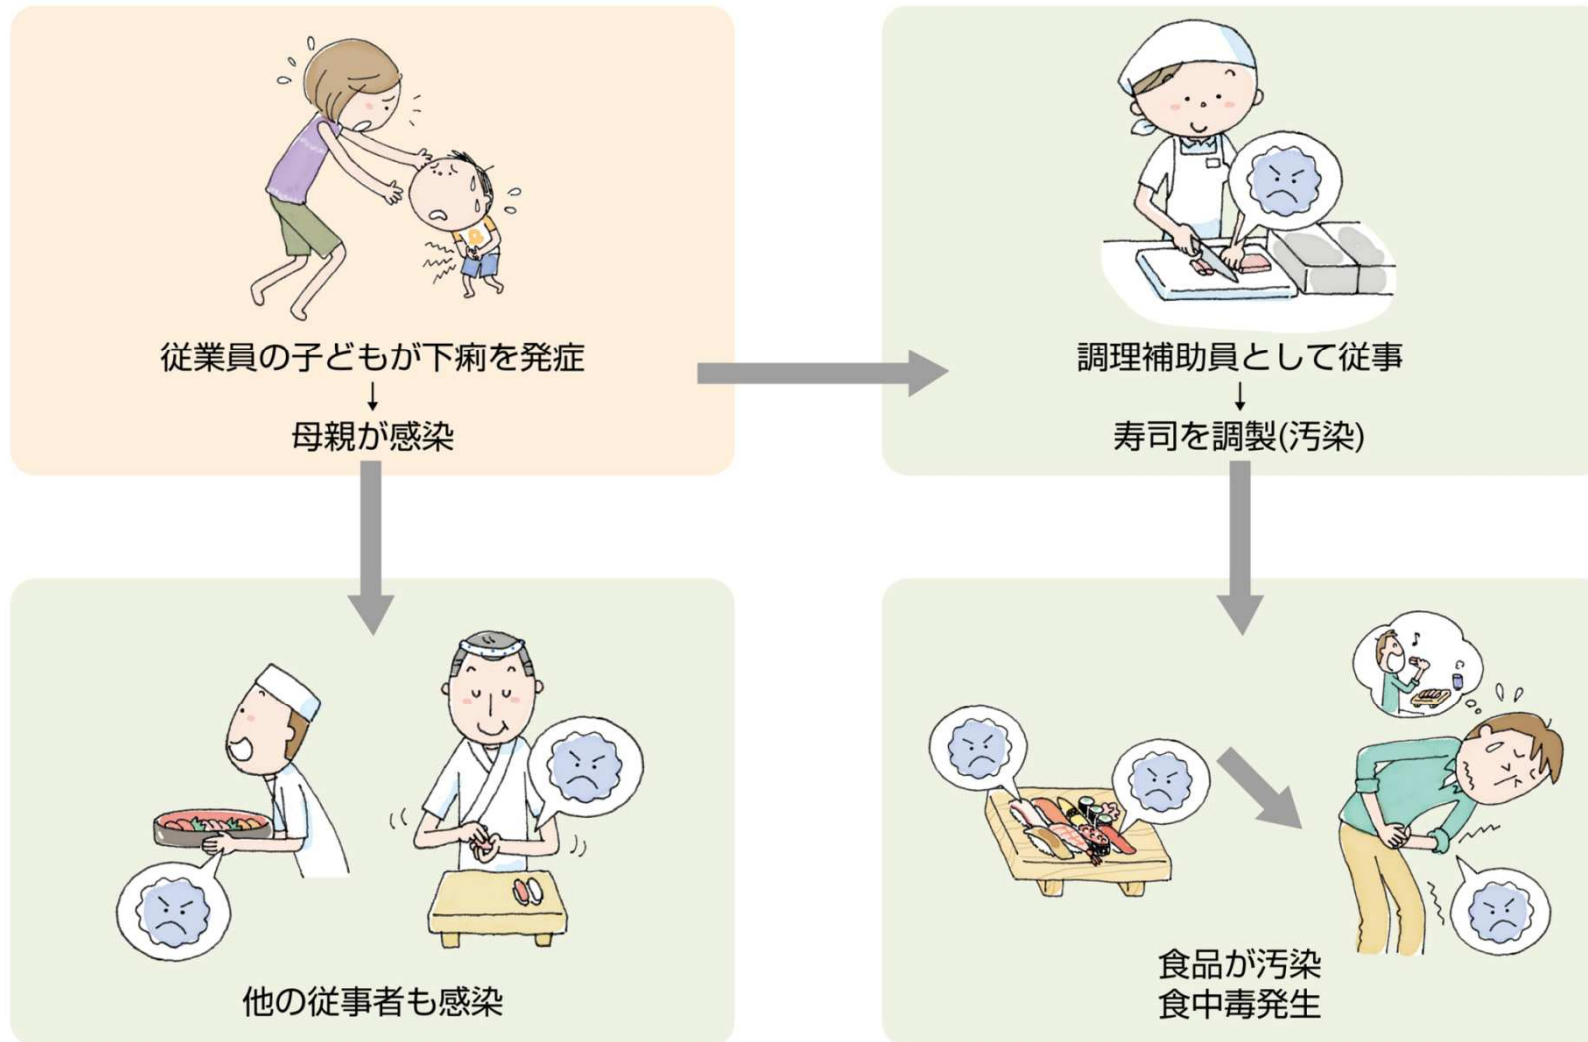 従業員の子どもが下痢を発症
↓
母親が感染
調理補助員として従事
↓
寿司を調製(汚染)
他の従事者も感染
食品が汚染
食中毒発生